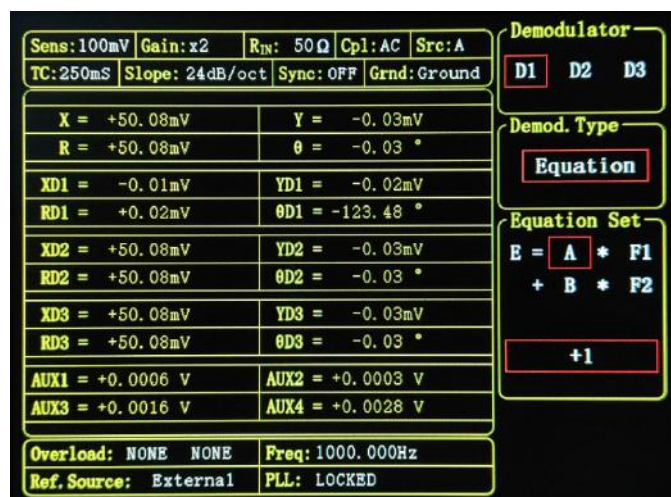 Sens:100mV Gain:x2 RIN: 50Ω Cpl:AC Src:A
TC:250mS Slope: 24dB/oct Sync:OFF Grnd:Ground
X = +50.08mV Y = -0.03mV
R = +50.08mV θ = -0.03 °
XD1 = -0.01mV YD1 = -0.02mV
RD1 = +0.02mV θD1 = -123.48 °
XD2 = +50.08mV YD2 = -0.03mV
RD2 = +50.08mV θD2 = -0.03 °
XD3 = +50.08mV YD3 = -0.03mV
RD3 = +50.08mV θD3 = -0.03 °
AUX1 = +0.0006 V AUX2 = +0.0003 V
AUX3 = +0.0016 V AUX4 = +0.0028 V
Overload: NONE NONE Freq:1000.000Hz
Ref.Source: External PLL: LOCKED
Demodulator
D1 D2 D3
Demod.Type
Equation
Equation Set
E = A * F1
+ B * F2
+1